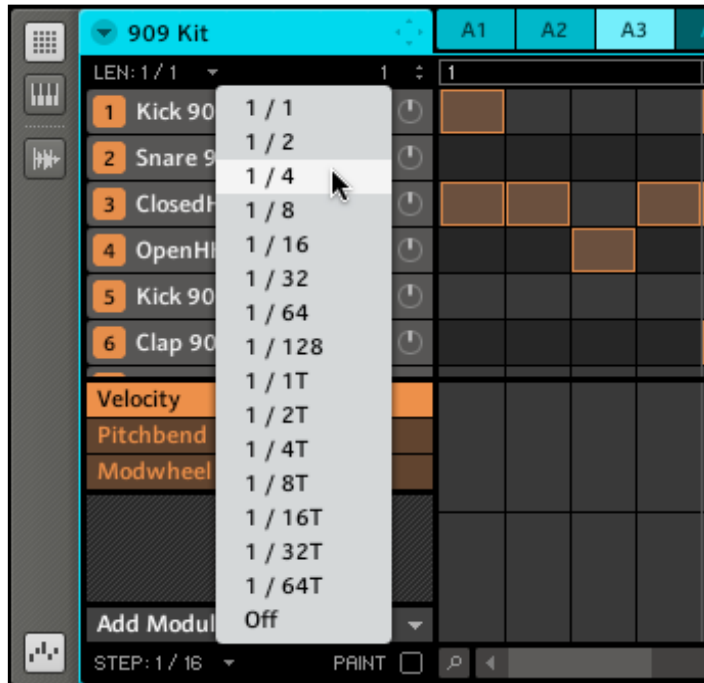 909 Kit A1 A2 A3
LEN: 1 / 1 1 1
1 Kick 90
2 Snare 9
3 Closed
4 OpenH
5 Kick 90
6 Clap 90
1 / 1
1 / 2
1 / 4
1 / 8
1 / 16
1 / 32
1 / 64
1 / 128
1 / 1T
1 / 2T
1 / 4T
1 / 8T
1 / 16T
1 / 32T
1 / 64T
Off
Velocity
Pitchbend
Modwheel
Add Modul
STEP: 1 / 16 PAINT